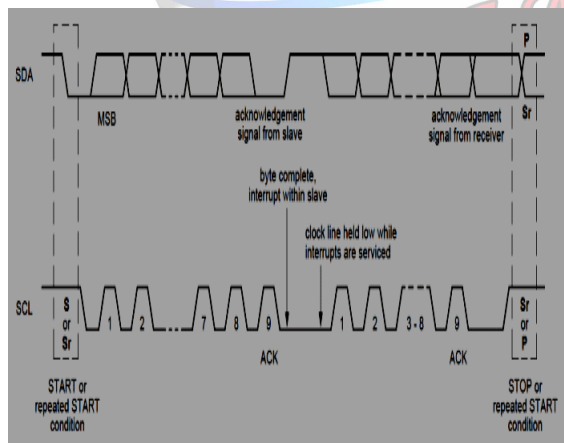 P
SDA
MSB
acknowledgement
signal from slave
acknowledgement
signal from receiver
Sr
byte complete,
interrupt within slave
clock line held low while
interrupts are serviced
SCL
S
or
Sr
1 2 7 8 9 1 2 3 - 8 9
Sr
or
P
ACK ACK
START or
repeated START
condition
STOP or
repeated START
condition